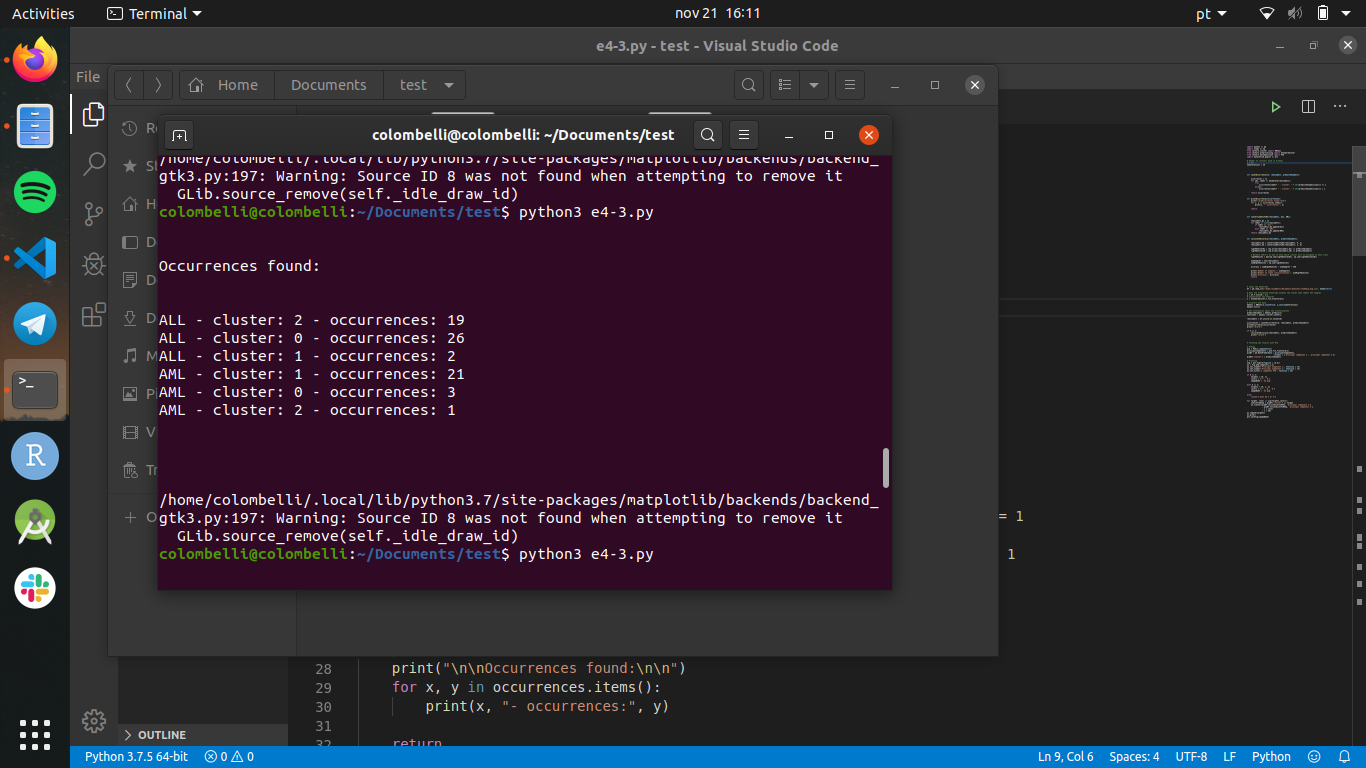 Activities
Terminal
nov 21 16:11
pt
e4-3.py - test - Visual Studio Code
File
Home
Documents
test
colombelli@colombelli: ~/Documents/test
/home/colombelli/.local/lib/python3.7/site-packages/matplotlib/backends/backend_
gtk3.py:197: Warning: Source ID 8 was not found when attempting to remove it
GLib.source_remove(self._idle_draw_id)
colombelli@colombelli:~/Documents/test$ python3 e4-3.py
Occurrences found:
ALL - cluster: 2 - occurrences: 19
ALL - cluster: 0 - occurrences: 26
ALL - cluster: 1 - occurrences: 2
AML - cluster: 1 - occurrences: 21
AML - cluster: 0 - occurrences: 3
AML - cluster: 2 - occurrences: 1
/home/colombelli/.local/lib/python3.7/site-packages/matplotlib/backends/backend_
gtk3.py:197: Warning: Source ID 8 was not found when attempting to remove it
GLib.source_remove(self._idle_draw_id)
colombelli@colombelli:~/Documents/test$ python3 e4-3.py
= 1
1
28 print("\n\nOccurrences found:\n\n")
29 for x, y in occurrences.items():
30 print(x, "- occurrences:", y)
31
32 return
OUTLINE
Python 3.7.5 64-bit
0 0
Ln 9, Col 6
Spaces: 4
UTF-8
LF
Python